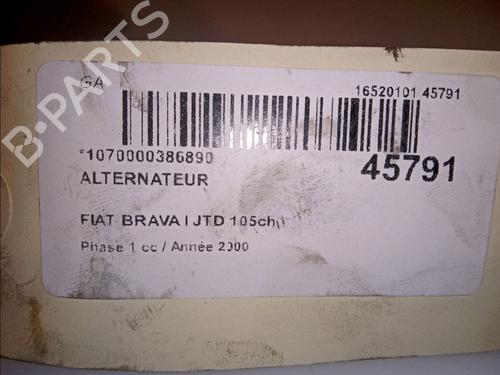 GA
16520101 45791
*1070000386890
45791
ALTERNATEUR
FIAT BRAVA I JTD 105ch
Phase 1 cc / Année 2000
B-PARTS